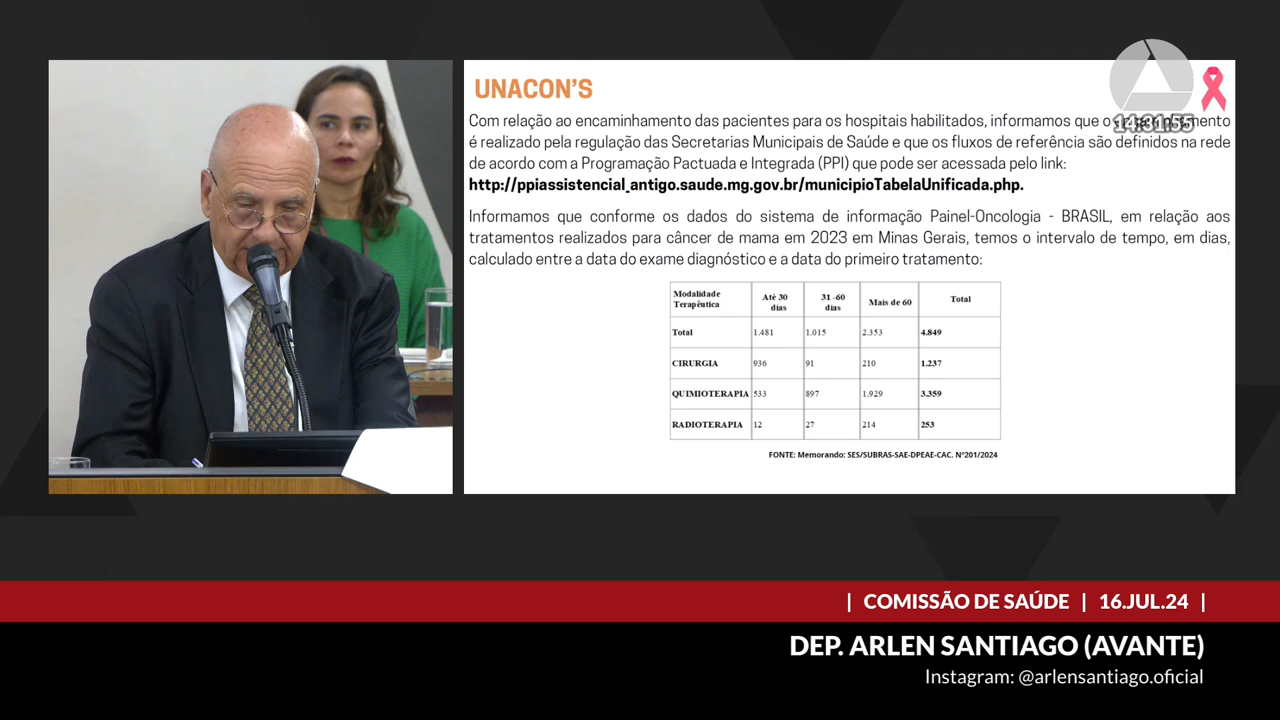 UNACON'S
14:31:55
Com relação ao encaminhamento das pacientes para os hospitais habilitados, informamos que o
é realizado pela regulação das Secretarias Municipais de Saúde e que os fluxos de referência são definidos na rede
de acordo com a Programação Pactuada e Integrada (PPI) que pode ser acessada pelo link:
http://ppiassistencial_antigo.saude.mg.gov.br/municipioTabelaUnificada.php.
Informamos que conforme os dados do sistema de informação Painel-Oncologia - BRASIL, em relação aos
tratamentos realizados para câncer de mama em 2023 em Minas Gerais, temos o intervalo de tempo, em dias,
calculado entre a data do exame diagnóstico e a data do primeiro tratamento:
Modalidade Terapêutica Até 30 dias 31 -60 dias Mais de 60 Total
Total 1.481 1.015 2.353 4.849
CIRURGIA 936 91 210 1.237
QUIMIOTERAPIA 533 897 1.929 3.359
RADIOTERAPIA 12 27 214 253
FONTE: Memorando: SES/SUBRAS-SAE-DPEAE-CAC. Nº201/2024
| COMISSÃO DE SAÚDE | 16.JUL.24 |
DEP. ARLEN SANTIAGO (AVANTE)
Instagram: @arlensantiago.oficial